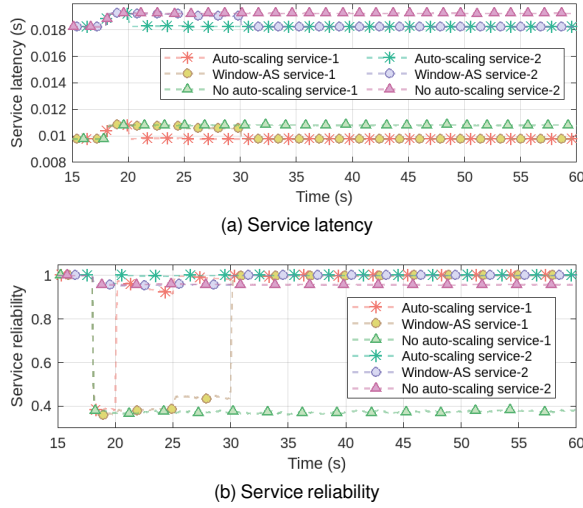 Service latency (s)
0.018
0.016
0.014
0.012
0.01
0.008
Auto-scaling service-1
Window-AS service-1
No auto-scaling service-1
Auto-scaling service-2
Window-AS service-2
No auto-scaling service-2
15 20 25 30 35 40 45 50 55 60
Time (s)
(a) Service latency
Service reliability
1
0.8
0.6
0.4
Auto-scaling service-1
Window-AS service-1
No auto-scaling service-1
Auto-scaling service-2
Window-AS service-2
No auto-scaling service-2
15 20 25 30 35 40 45 50 55 60
Time (s)
(b) Service reliability